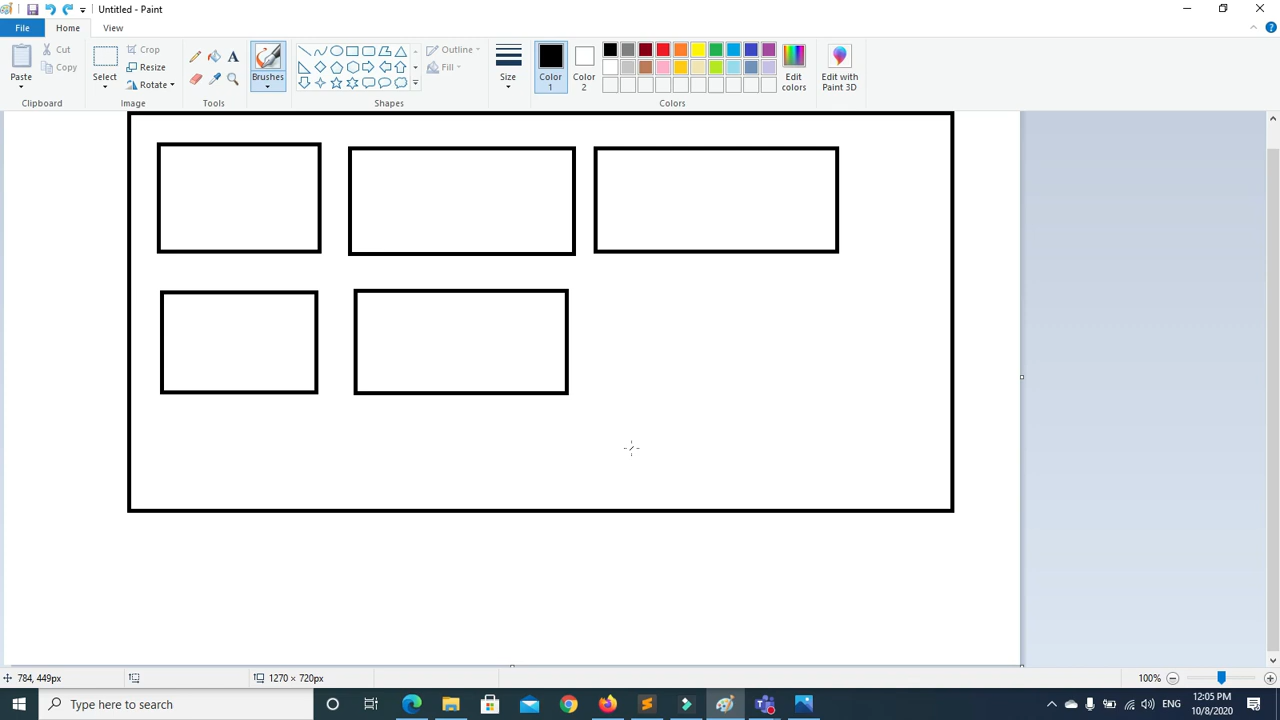 Untitled - Paint
File
Home
View
Paste
Cut
Copy
Clipboard
Select
Crop
Resize
Rotate
Image
A
Tools
Brushes
Shapes
Outline
Fill
Size
Color
1
Color
2
Edit
colors
Colors
Edit with
Paint 3D
784, 449px
1270 × 720px
100%
Type here to search
ENG
12:05 PM
10/8/2020